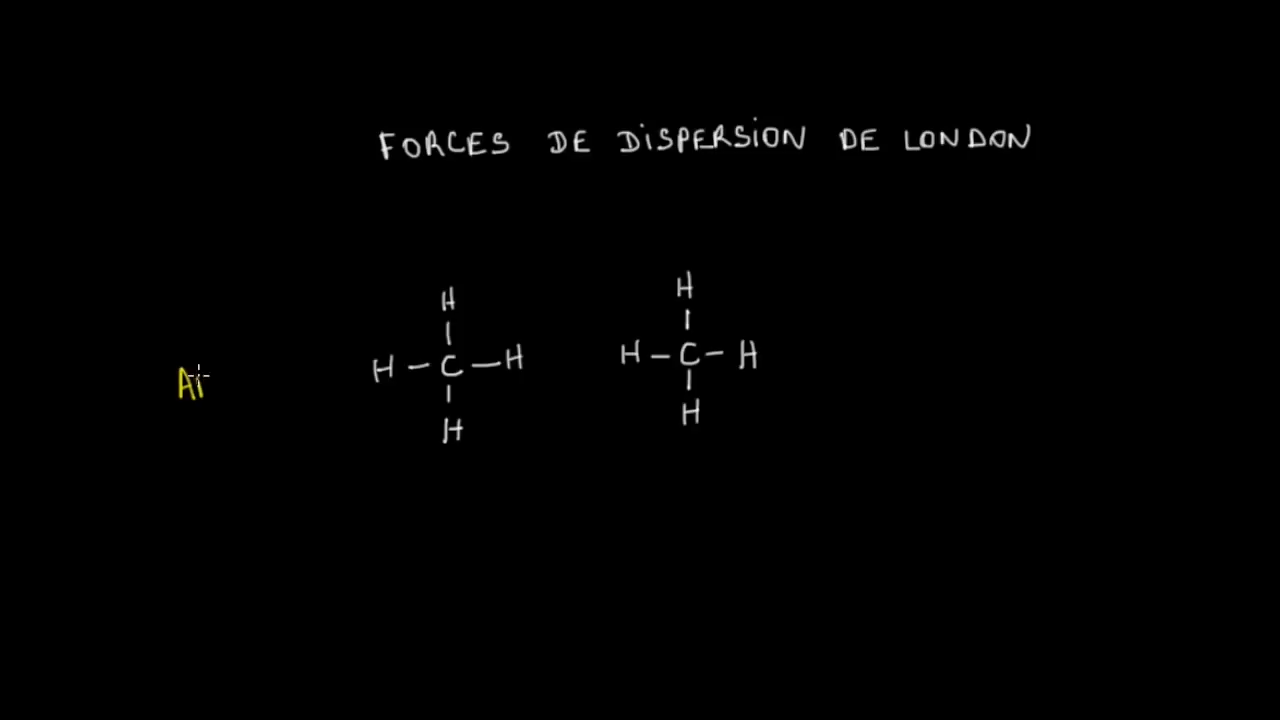 FORCES DE DISPERSION DE LONDON
H H
H – C – H H – C – H
H H